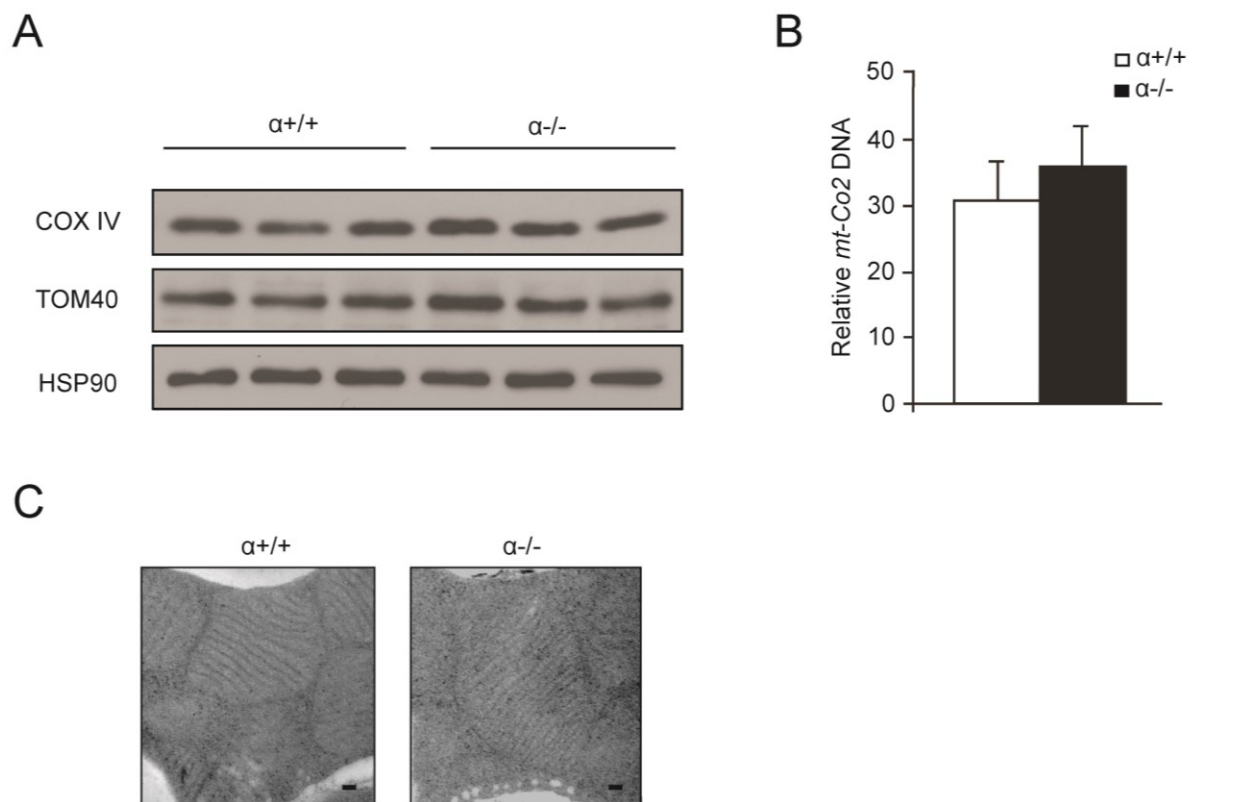 A
α+/+ α-/-
COX IV
TOM40
HSP90
B
α+/+
α-/-
50
40
30
20
10
0
Relative mt-Co2 DNA
C
α+/+ α-/-